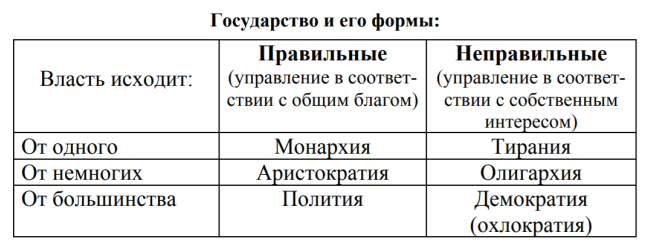 Государство и его формы:
Власть исходит:
Правильные
(управление в соответ-
ствии с общим благом)
Неправильные
(управление в соответ-
ствии с собственным
интересом)
От одного Монархия Тирания
От немногих Аристократия Олигархия
От большинства Полития Демократия
(охлократия)